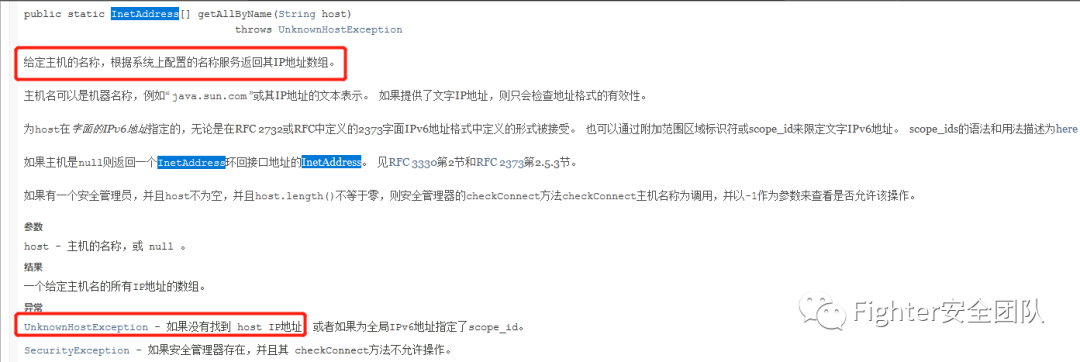 public static InetAddress[] getAllByName(String host)
throws UnknownHostException
给定主机的名称，根据系统上配置的名称服务返回其IP地址数组。
主机名可以是机器名称，例如“java.sun.com”或其IP地址的文本表示。 如果提供了文字IP地址，则只会检查地址格式的有效性。
为host在字面的IPv6地址指定的，无论是在RFC 2732或RFC中定义的2373字面IPv6地址格式中定义的形式被接受。 也可以通过附加范围区域标识符或scope_id来限定文字IPv6地址。 scope_ids的语法和用法描述为here
如果主机是null则返回一个InetAddress环回接口地址的InetAddress。 见RFC 3330第2节和RFC 2373第2.5.3节。
如果有一个安全管理员，并且host不为空，并且host.length()不等于零，则安全管理器的checkConnect方法checkConnect主机名称为调用，并以-1作为参数来查看是否允许该操作。
参数
host - 主机的名称，或 null 。
结果
一个给定主机名的所有IP地址的数组。
异常
UnknownHostException - 如果没有找到 host IP地址 或者如果为全局IPv6地址指定了scope_id。
SecurityException - 如果安全管理器存在，并且其 checkConnect方法不允许操作。
Fighter安全团队